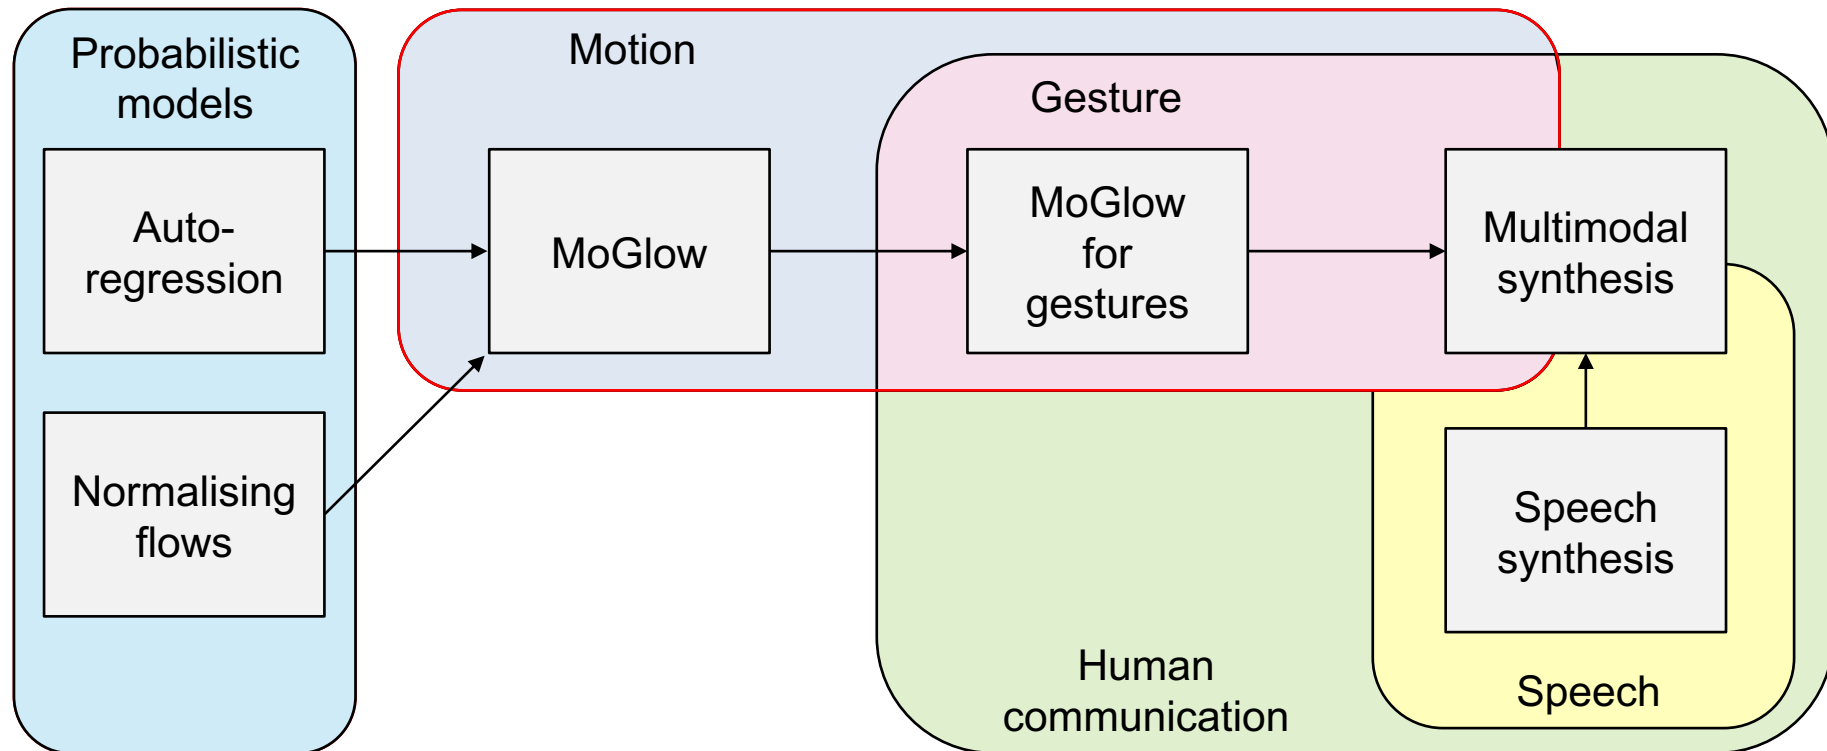 Probabilistic
models
Auto-
regression
Normalising
flows
Motion
MoGlow
Gesture
MoGlow
for
gestures
Multimodal
synthesis
Speech
synthesis
Speech
Human
communication